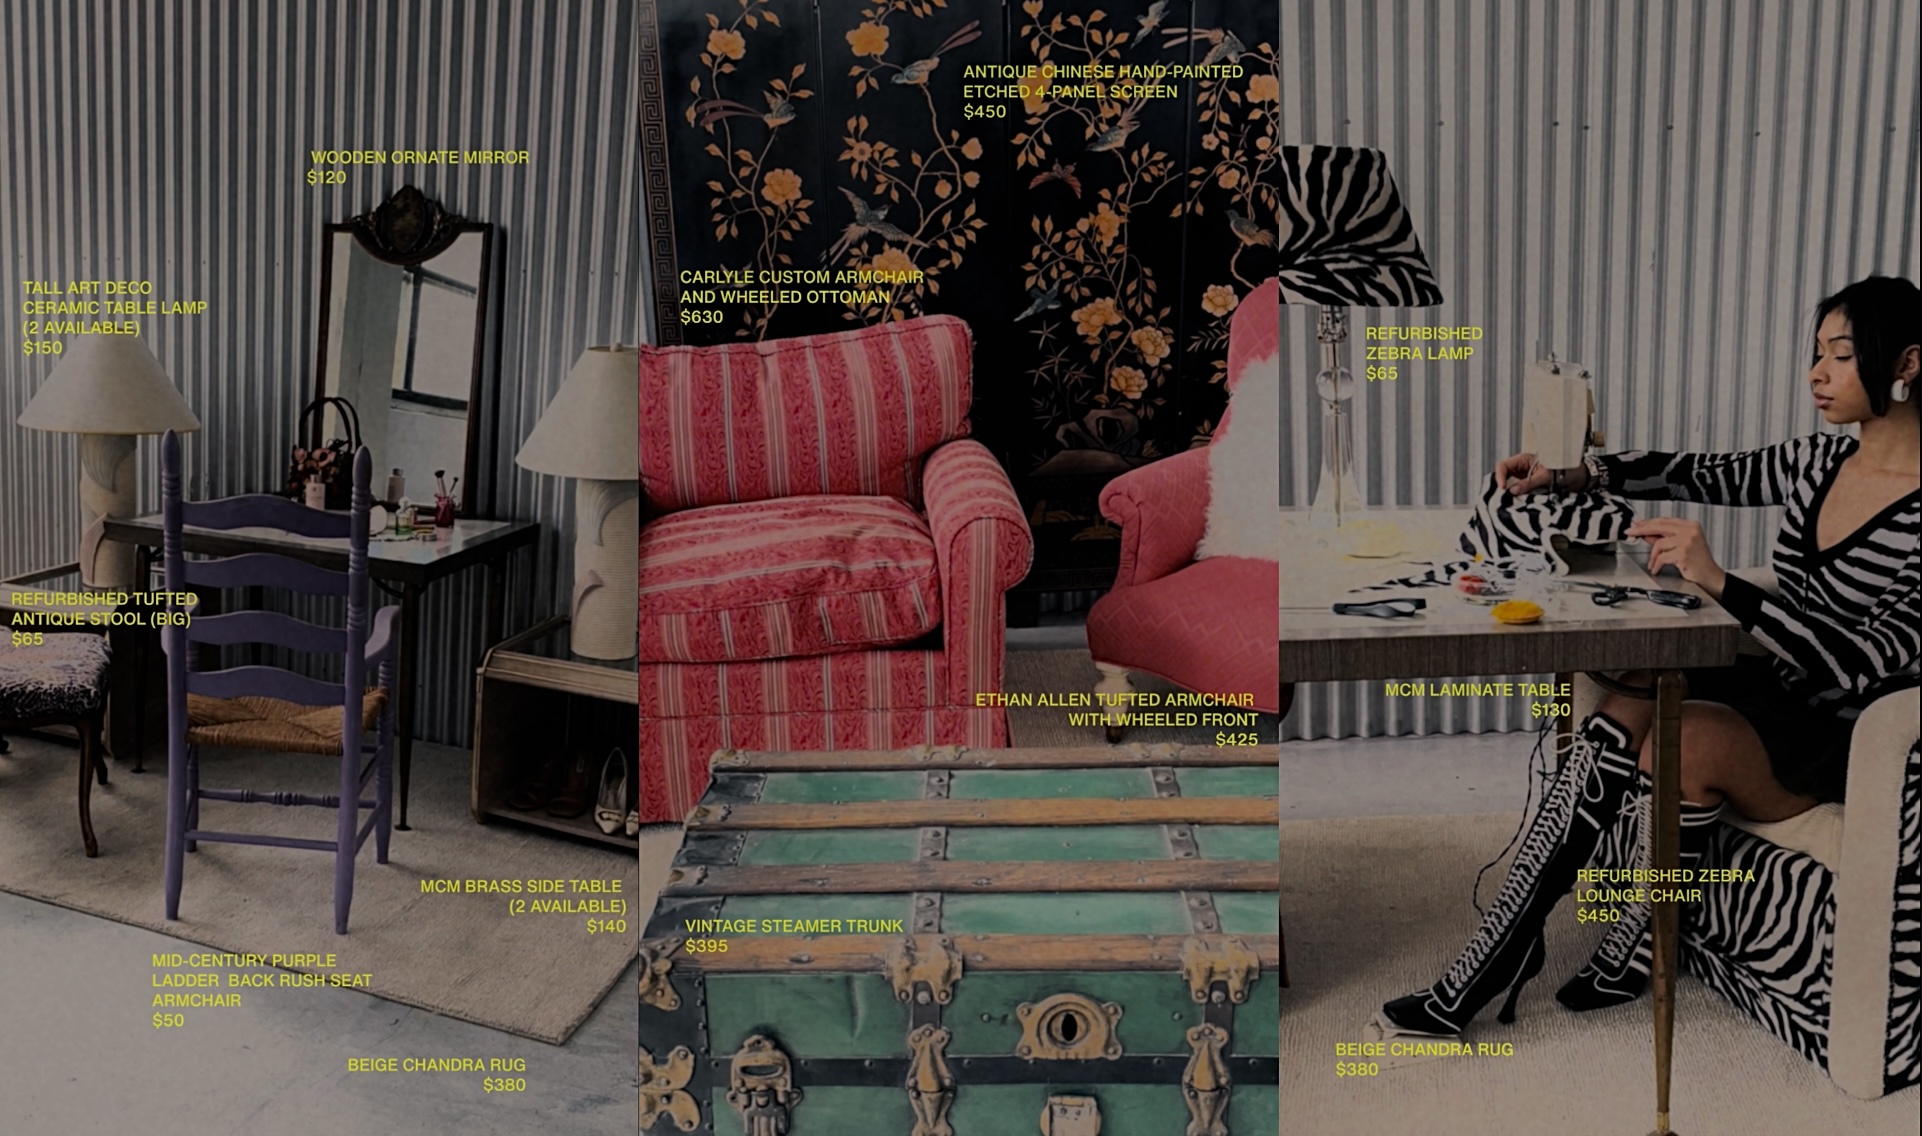 WOODEN ORNATE MIRROR
$120
TALL ART DECO
CERAMIC TABLE LAMP
(2 AVAILABLE)
$150
REFURBISHED TUFTED
ANTIQUE STOOL (BIG)
$65
MCM BRASS SIDE TABLE
(2 AVAILABLE)
$140
MID-CENTURY PURPLE
LADDER BACK RUSH SEAT
ARMCHAIR
$50
BEIGE CHANDRA RUG
$380
ANTIQUE CHINESE HAND-PAINTED
ETCHED 4-PANEL SCREEN
$450
CARLYLE CUSTOM ARMCHAIR
AND WHEELED OTTOMAN
$630
ETHAN ALLEN TUFTED ARMCHAIR
WITH WHEELED FRONT
$425
VINTAGE STEAMER TRUNK
$395
REFURBISHED
ZEBRA LAMP
$65
MCM LAMINATE TABLE
$130
REFURBISHED ZEBRA
LOUNGE CHAIR
$450
BEIGE CHANDRA RUG
$380